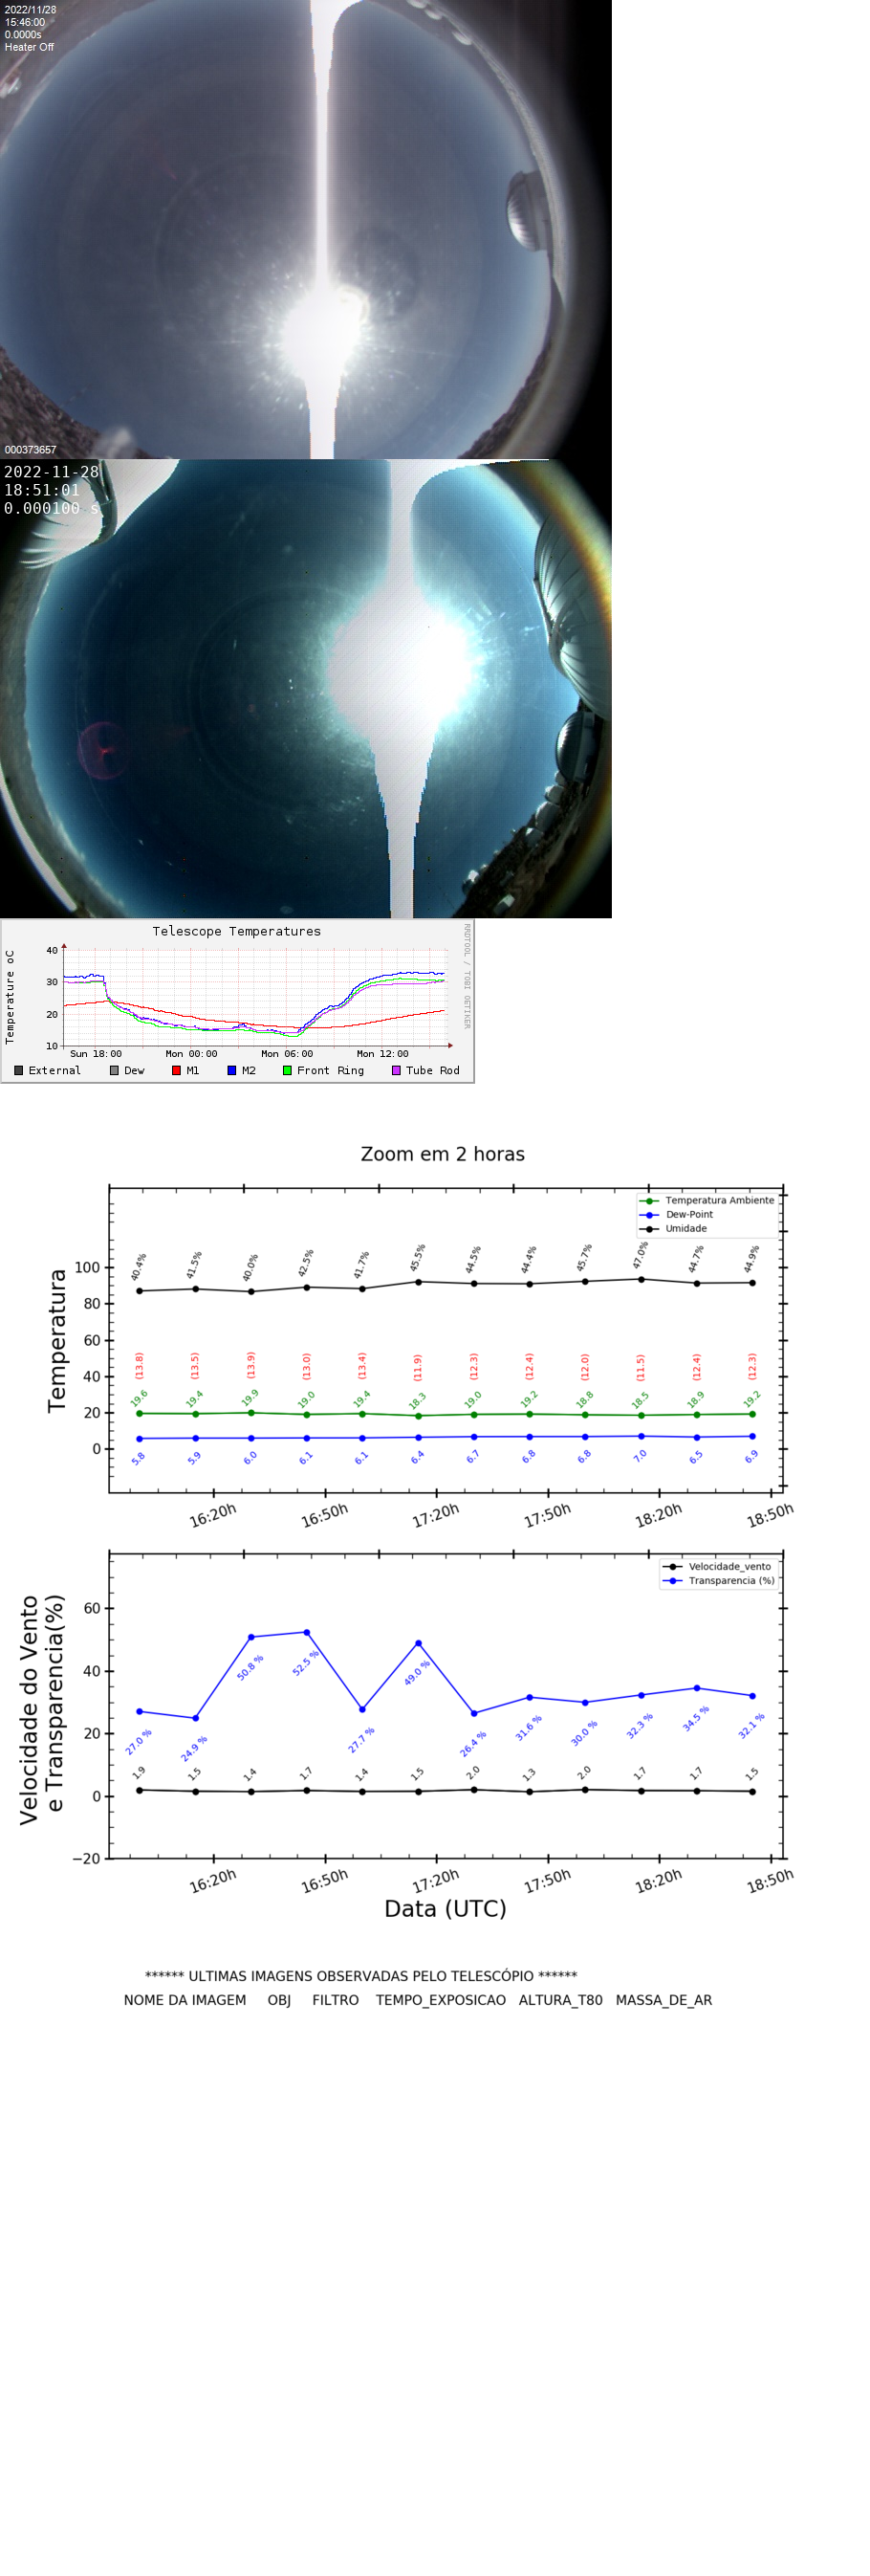 2022/11/28
15:46:00
0.0000s
Heater Off
000373657
2022-11-28
18:51:01
0.000100 s
Telescope Temperatures
RRDTOOL / TOBI OETIKER
Temperature oC
40
30
20
10
Sun 18:00 Mon 00:00 Mon 06:00 Mon 12:00
External Dew M1 M2 Front Ring Tube Rod
Zoom em 2 horas
Temperatura Ambiente
Dew-Point
Umidade
Temperatura
100
80
60
40
20
0
40.4% 41.5% 40.0% 42.5% 41.7% 45.5% 44.5% 44.4% 45.7% 47.0% 44.7% 44.9%
(13.8) (13.5) (13.9) (13.0) (13.4) (11.9) (12.3) (12.4) (12.0) (11.5) (12.4) (12.3)
19.6 19.4 19.9 19.0 19.4 18.3 19.0 19.2 18.8 18.5 18.9 19.2
5.8 5.9 6.0 6.1 6.1 6.4 6.7 6.8 6.8 7.0 6.5 6.9
16:20h 16:50h 17:20h 17:50h 18:20h 18:50h
Velocidade_vento
Transparencia (%)
Velocidade do Vento
e Transparencia(%)
60
40
20
0
−20
27.0 % 24.9 % 50.8 % 52.5 % 27.7 % 49.0 % 26.4 % 31.6 % 30.0 % 32.3 % 34.5 % 32.1 %
1.9 1.5 1.4 1.7 1.4 1.5 2.0 1.3 2.0 1.7 1.7 1.5
16:20h 16:50h 17:20h 17:50h 18:20h 18:50h
Data (UTC)
****** ULTIMAS IMAGENS OBSERVADAS PELO TELESCÓPIO ******
NOME DA IMAGEM OBJ FILTRO TEMPO_EXPOSICAO ALTURA_T80 MASSA_DE_AR